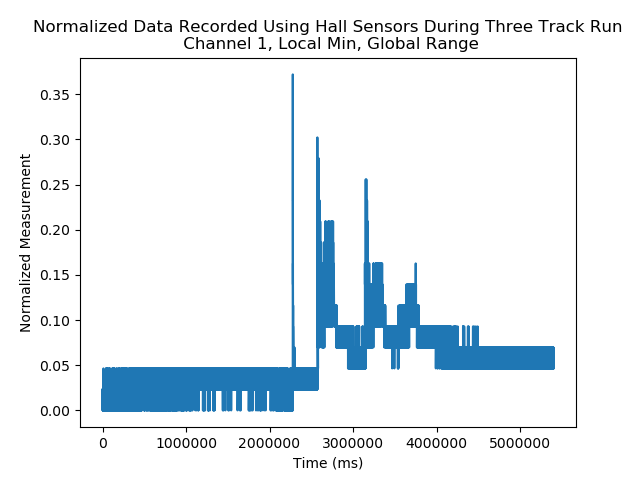 Normalized Data Recorded Using Hall Sensors During Three Track Run
Channel 1, Local Min, Global Range
0.35
0.30
0.25
0.20
0.15
0.10
0.05
0.00
Normalized Measurement
0 1000000 2000000 3000000 4000000 5000000
Time (ms)